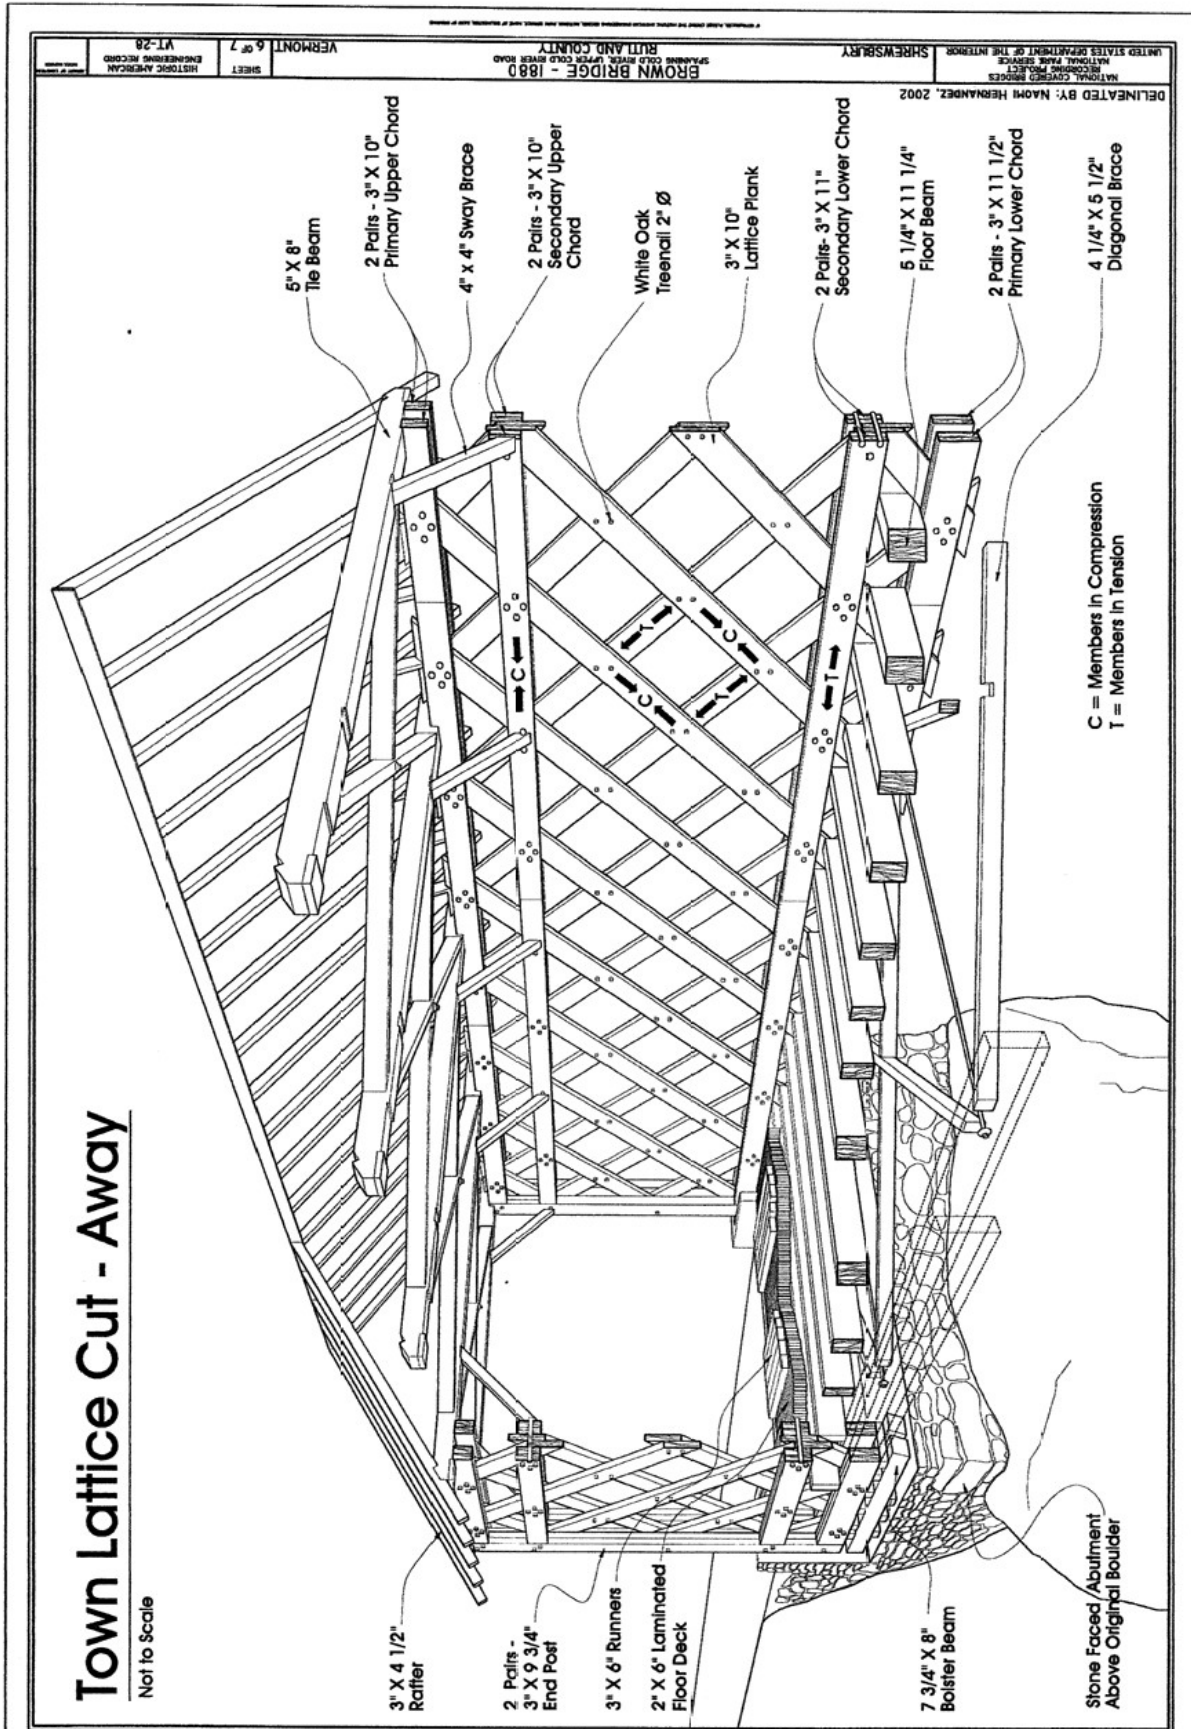 Town Lattice Cut - Away
Not to Scale
5" X 8"
Tie Beam
2 Pairs - 3" X 10"
Primary Upper Chord
4" x 4" Sway Brace
2 Pairs - 3" X 10"
Secondary Upper
Chord
White Oak
Treenail 2" Ø
3" X 10"
Lattice Plank
2 Pairs- 3" X 11"
Secondary Lower Chord
5 1/4" X 11 1/4"
Floor Beam
2 Pairs - 3" X 11 1/2"
Primary Lower Chord
4 1/4" X 5 1/2"
Diagonal Brace
3" X 4 1/2"
Rafter
2 Pairs -
3" X 9 3/4"
End Post
3" X 6" Runners
2" X 6" Laminated
Floor Deck
7 3/4" X 8"
Bolster Beam
Stone Faced Abutment
Above Original Boulder
C
T
C
C
T
T
C = Members in Compression
T = Members in Tension
DELINEATED BY: NAOMI HERNANDEZ, 2002
NATIONAL COVERED BRIDGES
RECORDING PROJECT
NATIONAL PARK SERVICE
UNITED STATES DEPARTMENT OF THE INTERIOR
SHREWSBURY
BROWN BRIDGE - 1880
SPANNING COLD RIVER, UPPER COLD RIVER ROAD
RUTLAND COUNTY
VERMONT
SHEET
6 OF 7
HISTORIC AMERICAN
ENGINEERING RECORD
VT-28